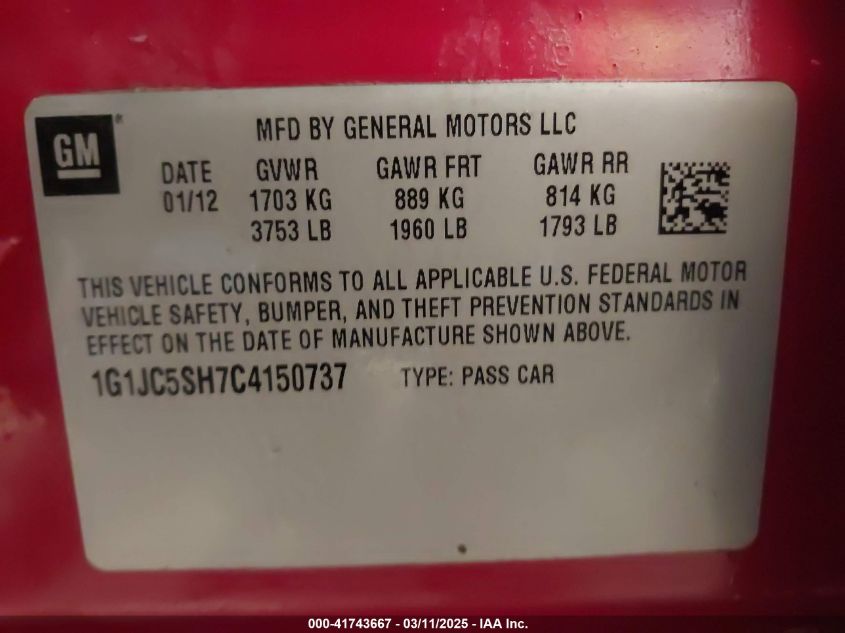 GM®
MFD BY GENERAL MOTORS LLC
DATE GVWR GAWR FRT GAWR RR
01/12 1703 KG 889 KG 814 KG
3753 LB 1960 LB 1793 LB
THIS VEHICLE CONFORMS TO ALL APPLICABLE U.S. FEDERAL MOTOR
VEHICLE SAFETY, BUMPER, AND THEFT PREVENTION STANDARDS IN
EFFECT ON THE DATE OF MANUFACTURE SHOWN ABOVE.
1G1JC5SH7C4150737 TYPE: PASS CAR
000-41743667 - 03/11/2025 - IAA Inc.